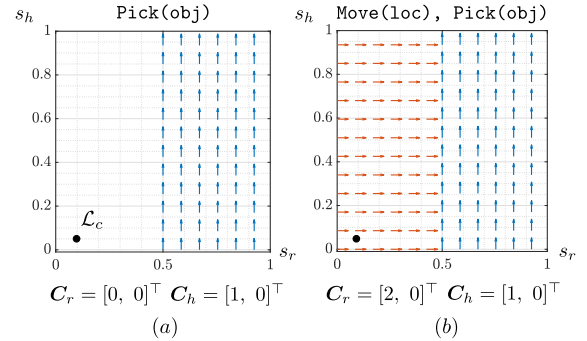 s_h Pick(obj)
1
0.8
0.6
0.4
0.2
0
ℒ_c
0 0.5 1
s_r
C_r = [0, 0]^⊤ C_h = [1, 0]^⊤
(a)
s_h Move(loc), Pick(obj)
1
0.8
0.6
0.4
0.2
0
0 0.5 1
s_r
C_r = [2, 0]^⊤ C_h = [1, 0]^⊤
(b)